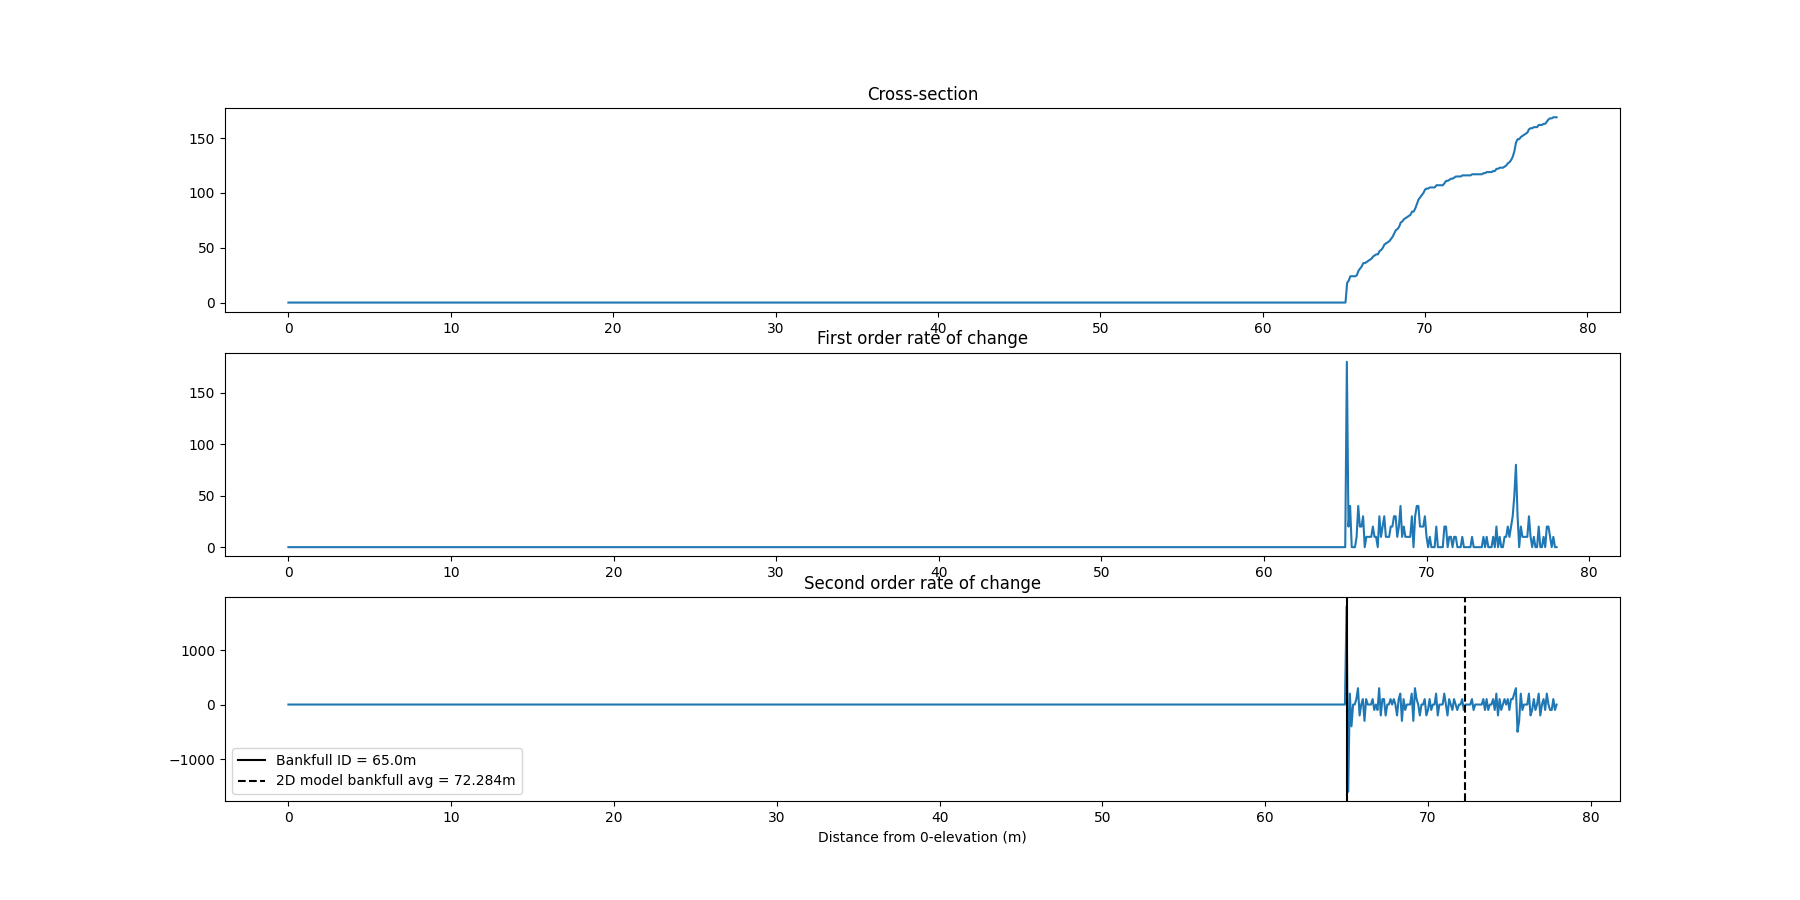 Cross-section
150
100
50
0
0 10 20 30 40 50 60 70 80
First order rate of change
150
100
50
0
0 10 20 30 40 50 60 70 80
Second order rate of change
1000
0
−1000
Bankfull ID = 65.0m
2D model bankfull avg = 72.284m
0 10 20 30 40 50 60 70 80
Distance from 0-elevation (m)